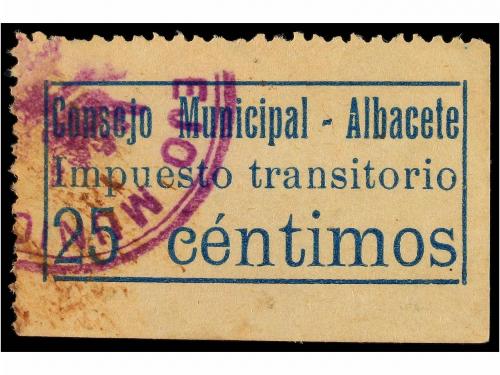 Consejo Municipal - Albacete
Impuesto transitorio
25 céntimos